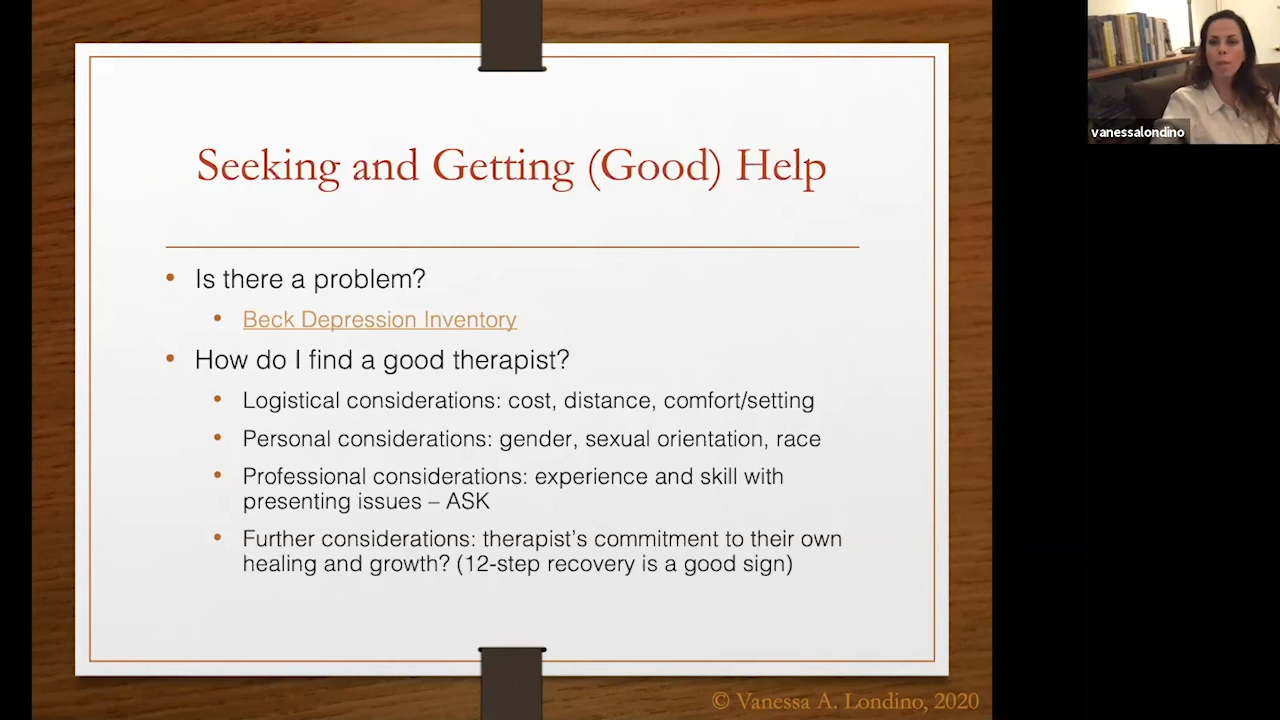 Seeking and Getting (Good) Help
• Is there a problem?
• Beck Depression Inventory
• How do I find a good therapist?
• Logistical considerations: cost, distance, comfort/setting
• Personal considerations: gender, sexual orientation, race
• Professional considerations: experience and skill with
presenting issues – ASK
• Further considerations: therapist’s commitment to their own
healing and growth? (12-step recovery is a good sign)
© Vanessa A. Londino, 2020
vanessalondino